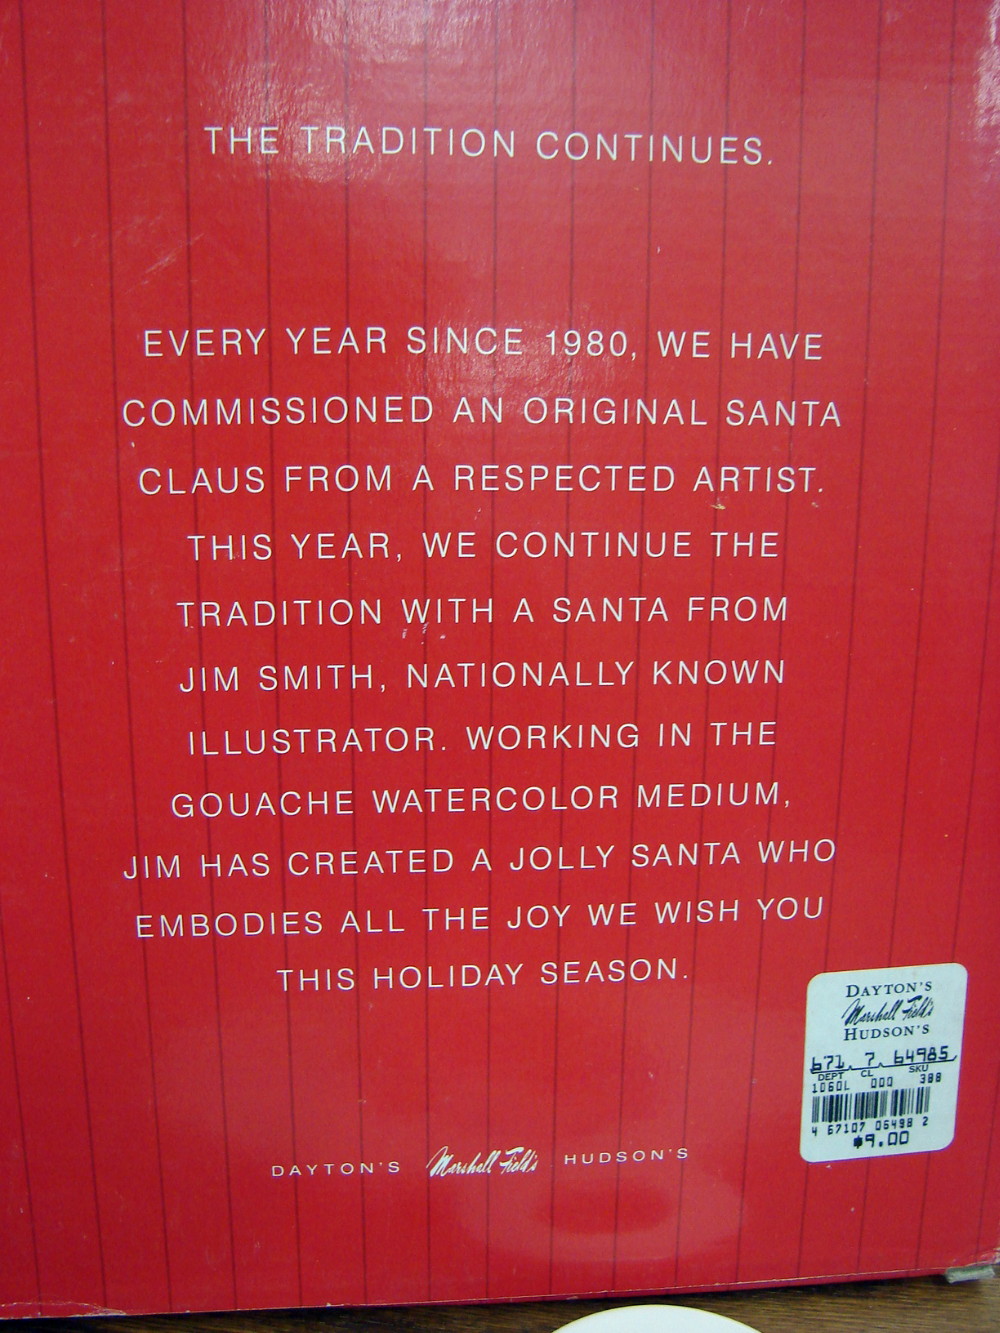 THE TRADITION CONTINUES.
EVERY YEAR SINCE 1980, WE HAVE
COMMISSIONED AN ORIGINAL SANTA
CLAUS FROM A RESPECTED ARTIST.
THIS YEAR, WE CONTINUE THE
TRADITION WITH A SANTA FROM
JIM SMITH, NATIONALLY KNOWN
ILLUSTRATOR. WORKING IN THE
GOUACHE WATERCOLOR MEDIUM,
JIM HAS CREATED A JOLLY SANTA WHO
EMBODIES ALL THE JOY WE WISH YOU
THIS HOLIDAY SEASON.
DAYTON'S Marshall Field's HUDSON'S
DAYTON'S
Marshall Field's
HUDSON'S
671 7 64985
DEPT CL SKU
1060L 000 388
4 67107 06498 2
$9.00